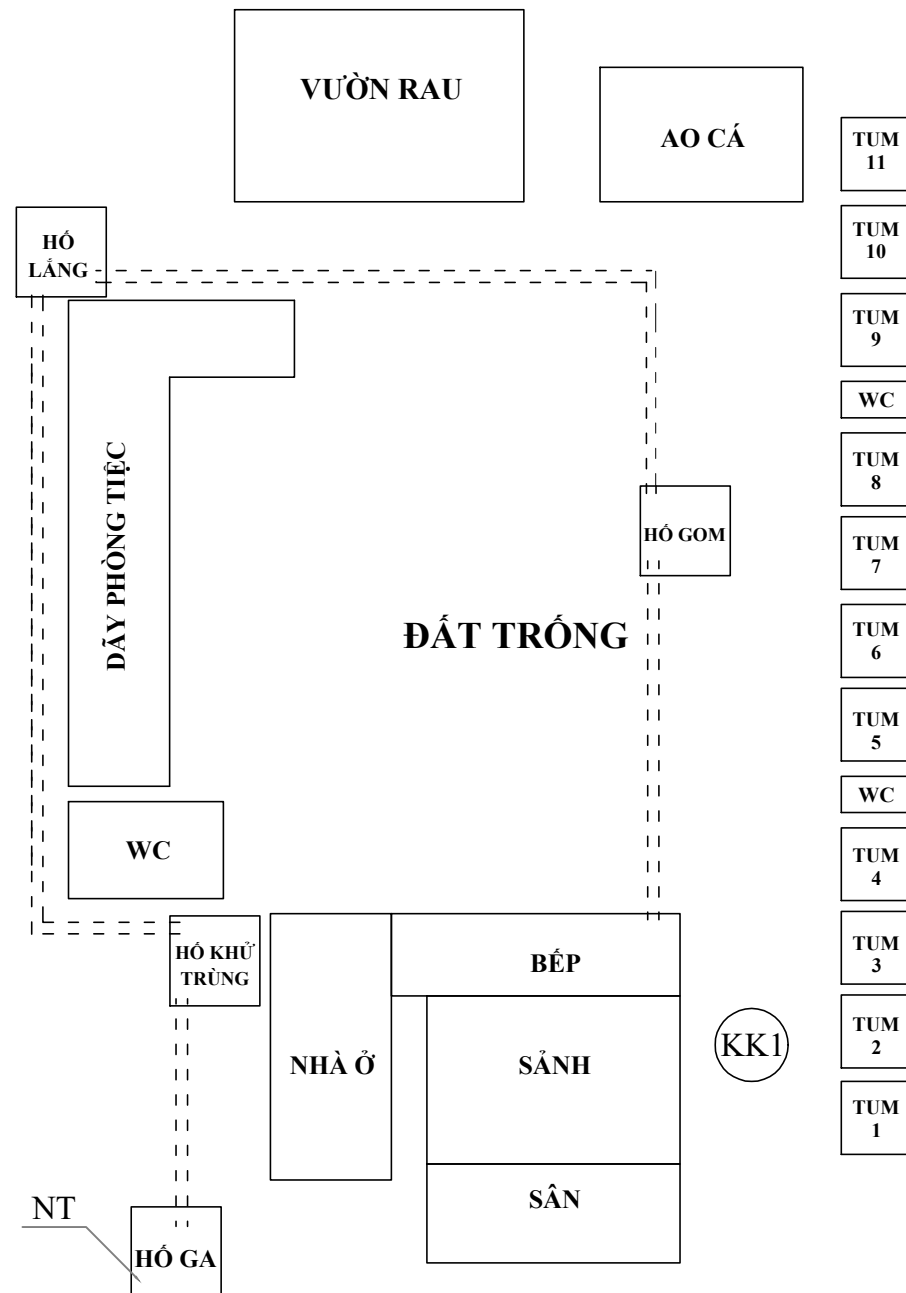 VƯỜN RAU
AO CÁ
TUM
11
TUM
10
HỐ
LẮNG
TUM
9
WC
TUM
8
DÃY PHÒNG TIỆC
HỐ GOM
TUM
7
ĐẤT TRỐNG
TUM
6
TUM
5
WC
WC
TUM
4
HỐ KHỬ
TRÙNG
BẾP
TUM
3
NHÀ Ở
SẢNH
KK1
TUM
2
TUM
1
NT
SÂN
HỐ GA